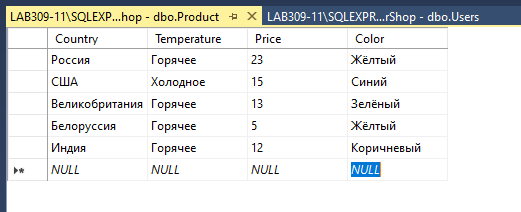 LAB309-11\SQLEXP...hop - dbo.Product LAB309-11\SQLEXPR...rShop - dbo.Users
Country Temperature Price Color
Россия Горячее 23 Жёлтый
США Холодное 15 Синий
Великобритания Горячее 13 Зелёный
Белоруссия Горячее 5 Жёлтый
Индия Горячее 12 Коричневый
NULL NULL NULL NULL